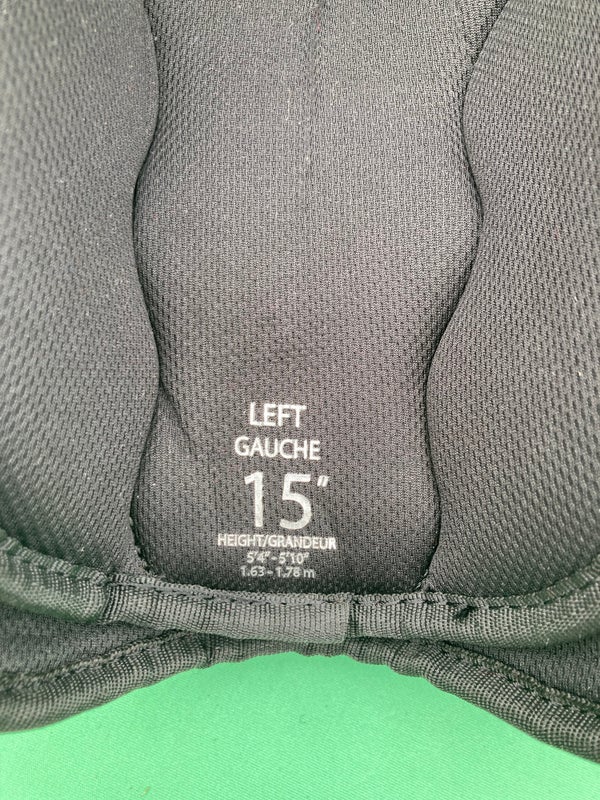 LEFT
GAUCHE
15"
HEIGHT/GRANDEUR
5'4" - 5'10"
1.63 - 1.78 m